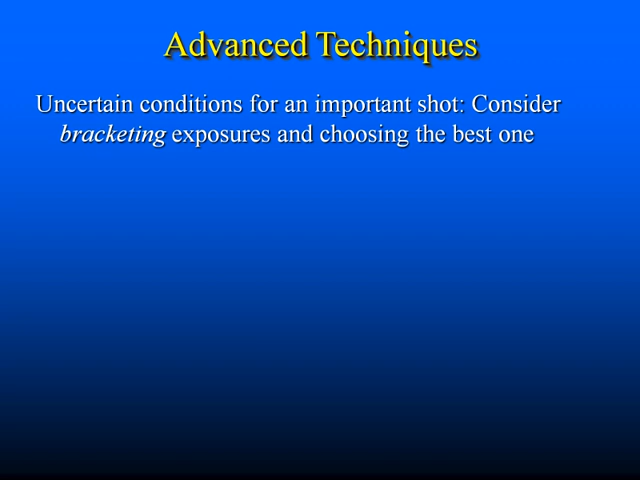 Advanced Techniques
Uncertain conditions for an important shot: Consider
bracketing exposures and choosing the best one